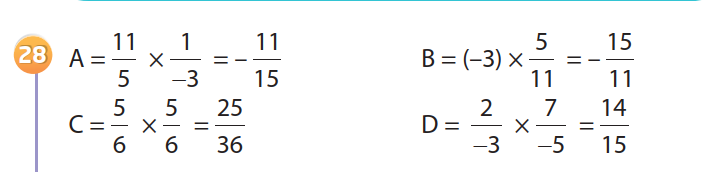 28 A = 11/5 × 1/–3 = – 11/15 B = (–3) × 5/11 = – 15/11
C = 5/6 × 5/6 = 25/36 D = 2/–3 × 7/–5 = 14/15